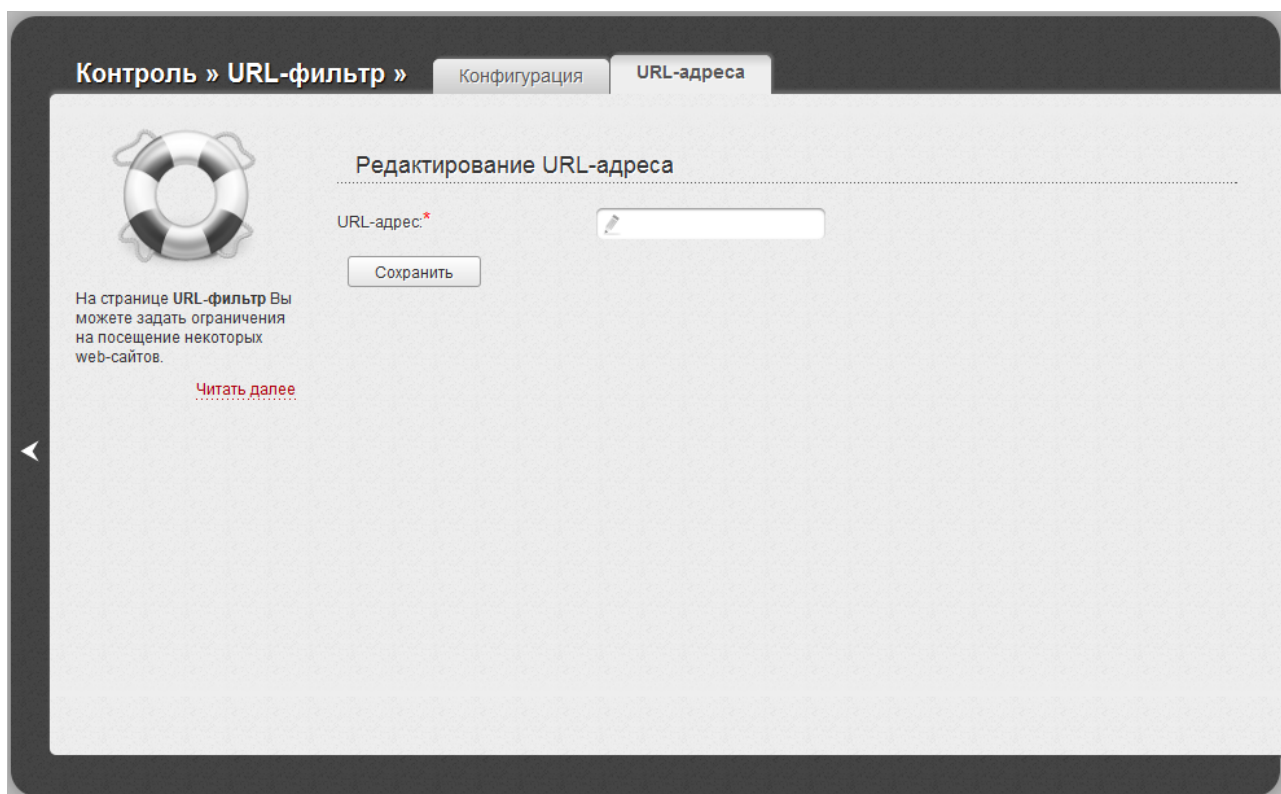 Контроль » URL-фильтр »
Конфигурация
URL-адреса
Редактирование URL-адреса
URL-адрес:*
Сохранить
На странице URL-фильтр Вы
можете задать ограничения
на посещение некоторых
web-сайтов.
Читать далее